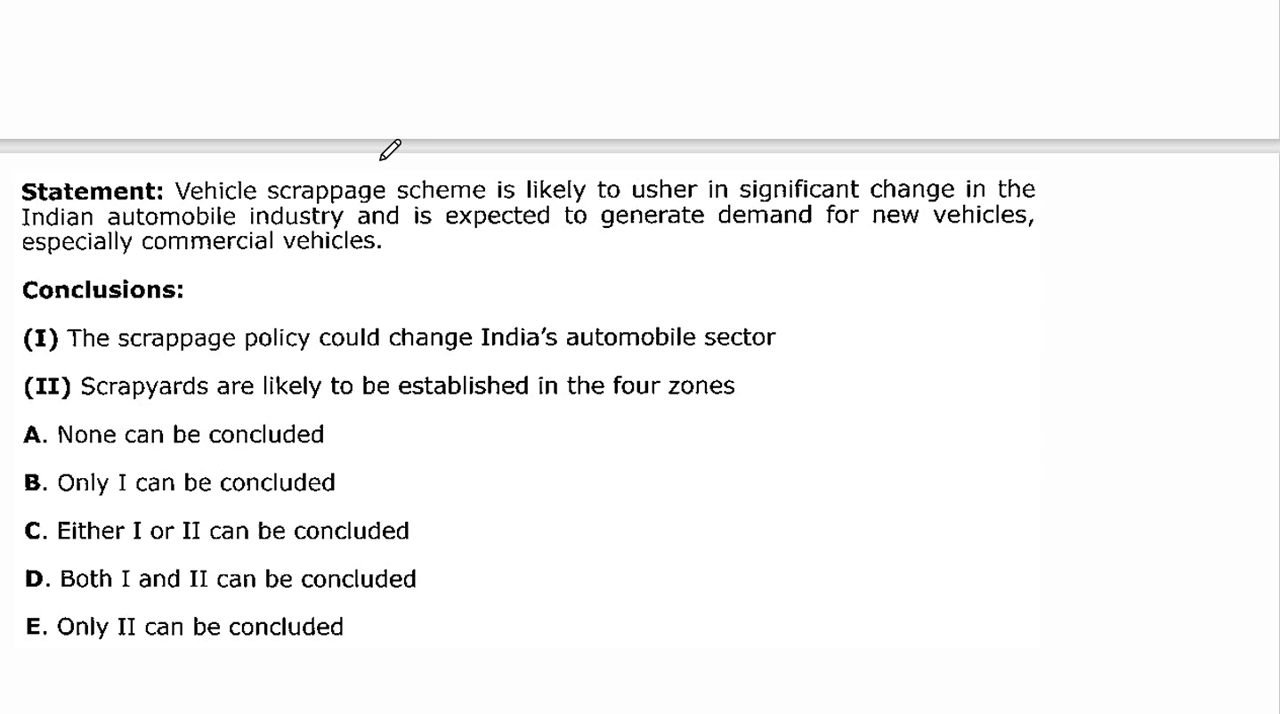 Statement: Vehicle scrappage scheme is likely to usher in significant change in the
Indian automobile industry and is expected to generate demand for new vehicles,
especially commercial vehicles.
Conclusions:
(I) The scrappage policy could change India’s automobile sector
(II) Scrapyards are likely to be established in the four zones
A. None can be concluded
B. Only I can be concluded
C. Either I or II can be concluded
D. Both I and II can be concluded
E. Only II can be concluded